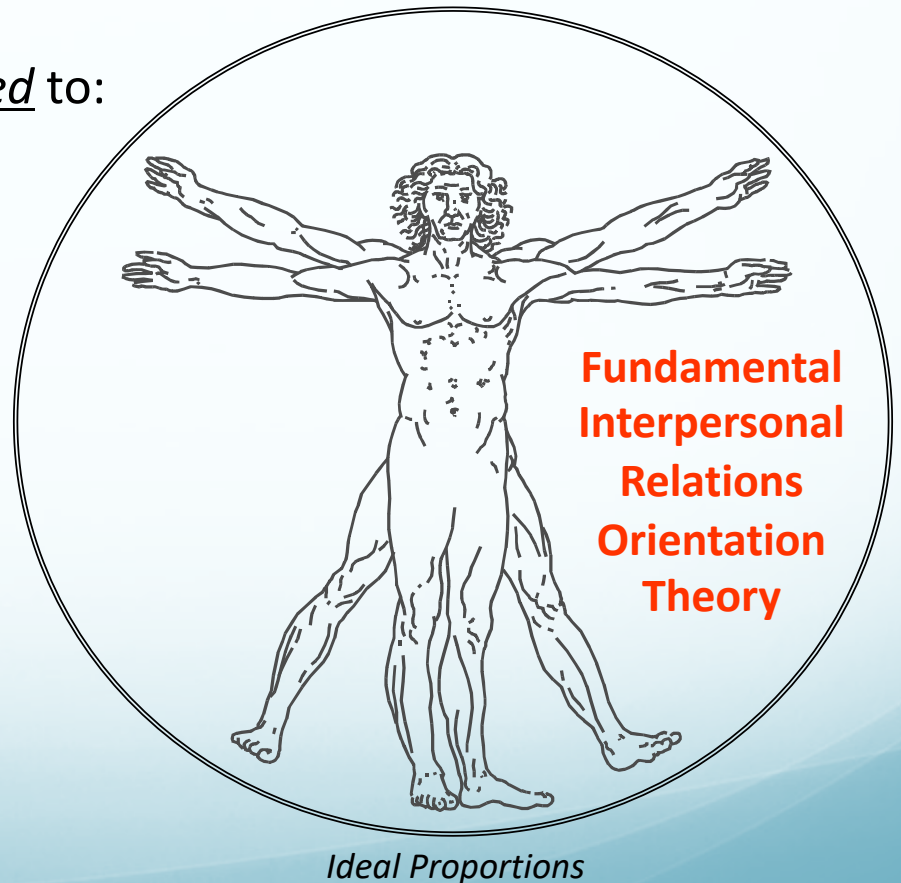 ed to:
Fundamental
Interpersonal
Relations
Orientation
Theory
Ideal Proportions